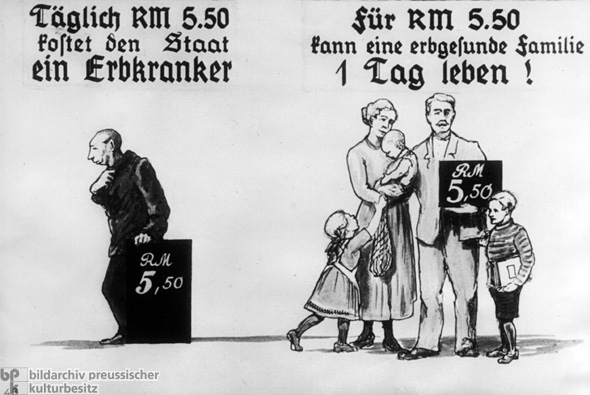 Täglich RM 5.50
kostet den Staat
ein Erbkranker
Für RM 5.50
kann eine erbgesunde Familie
1 Tag leben !
RM
5,50
RM
5,50
bpk
bildarchiv preussischer
kulturbesitz